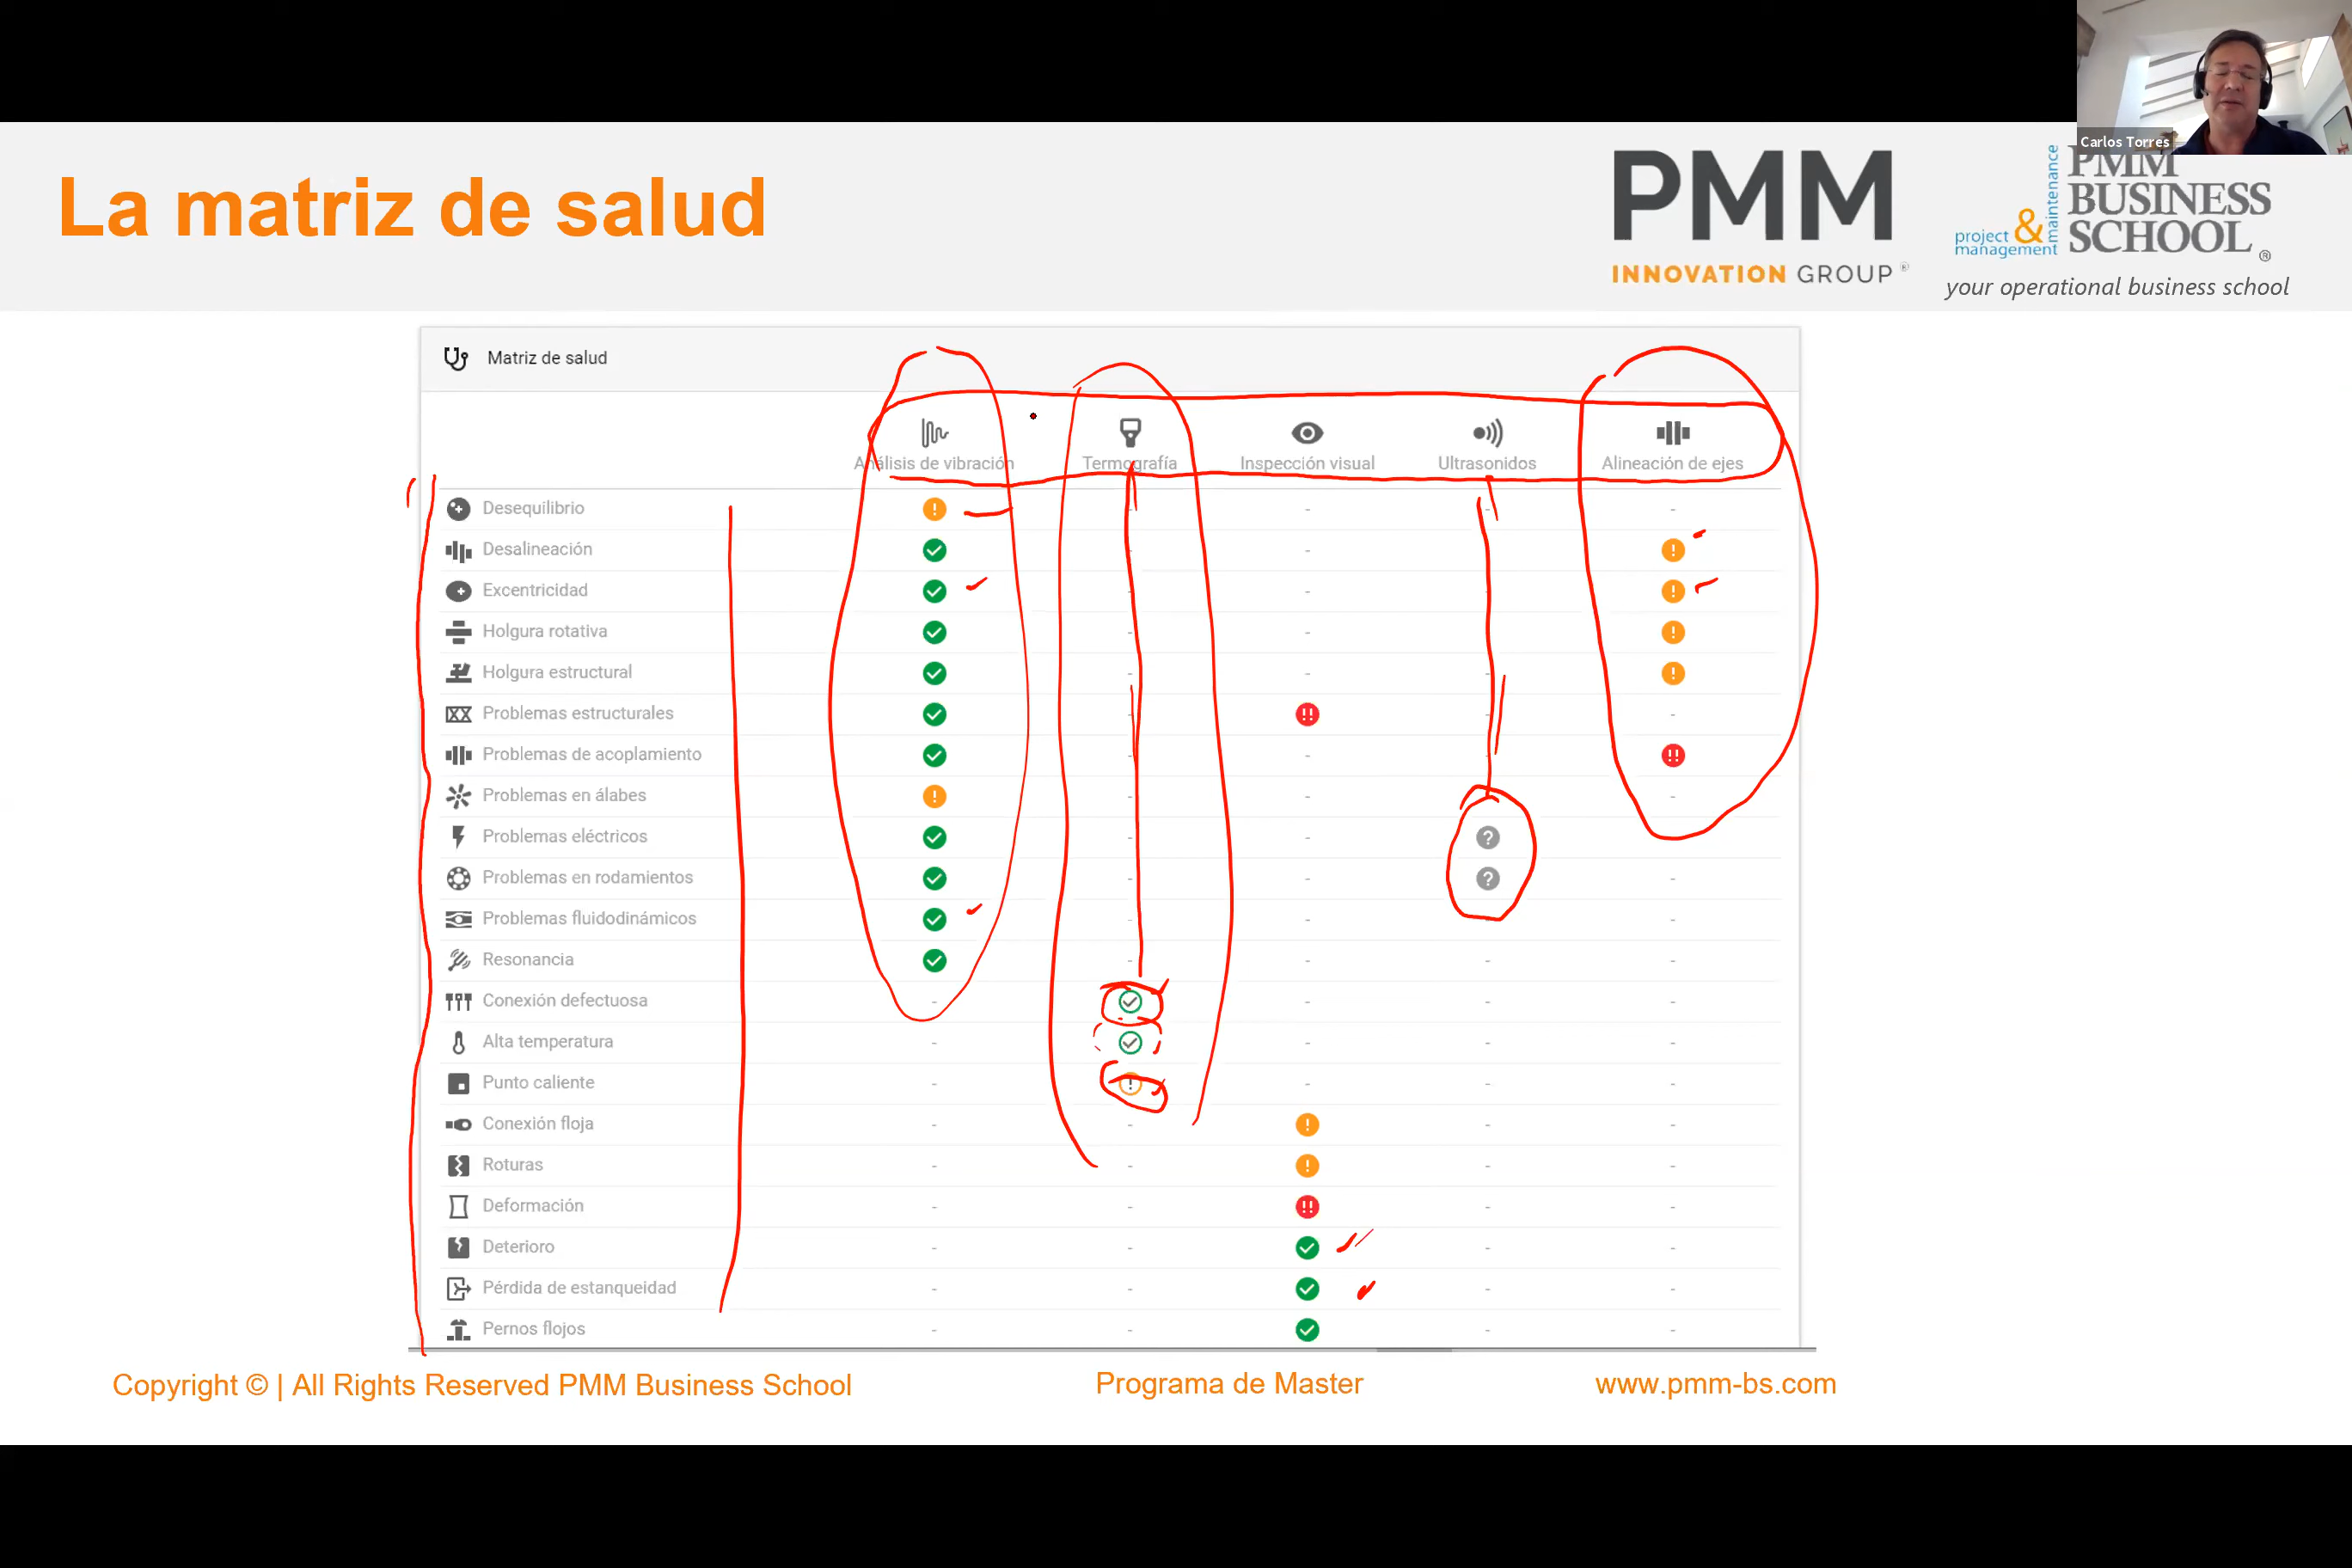 Carlos Torres
La matriz de salud
PMM
INNOVATION GROUP ®
project & management maintenance
PMM
BUSINESS
SCHOOL ®
your operational business school
Matriz de salud
Análisis de vibración Termografía Inspección visual Ultrasonidos Alineación de ejes
Desequilibrio ! - - - -
Desalineación - - - !
Excentricidad - - - !
Holgura rotativa - - - !
Holgura estructural - - - !
Problemas estructurales - !! - -
Problemas de acoplamiento - - - !!
Problemas en álabes ! - - - -
Problemas eléctricos - - ? -
Problemas en rodamientos - - ? -
Problemas fluidodinámicos - - - -
Resonancia - - - -
Conexión defectuosa - - - -
Alta temperatura - - - -
Punto caliente - ! - - -
Conexión floja - - ! - -
Roturas - - ! - -
Deformación - - !! - -
Deterioro - - - -
Pérdida de estanqueidad - - - -
Pernos flojos - - - -
Copyright © | All Rights Reserved PMM Business School Programa de Master www.pmm-bs.com